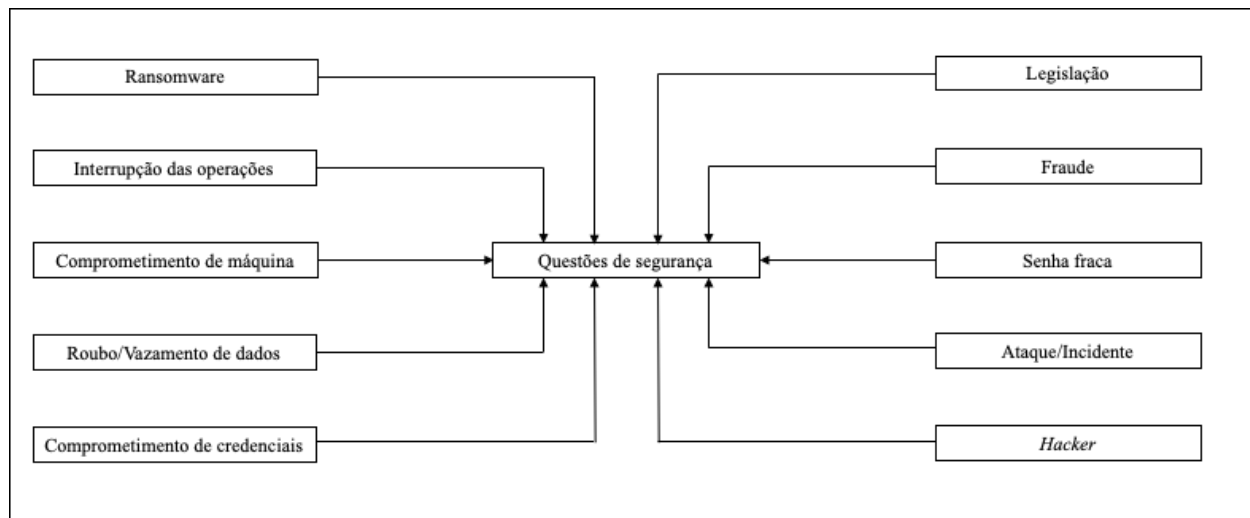 Ransomware
Legislação
Interrupção das operações
Fraude
Comprometimento de máquina
Questões de segurança
Senha fraca
Roubo/Vazamento de dados
Ataque/Incidente
Comprometimento de credenciais
Hacker